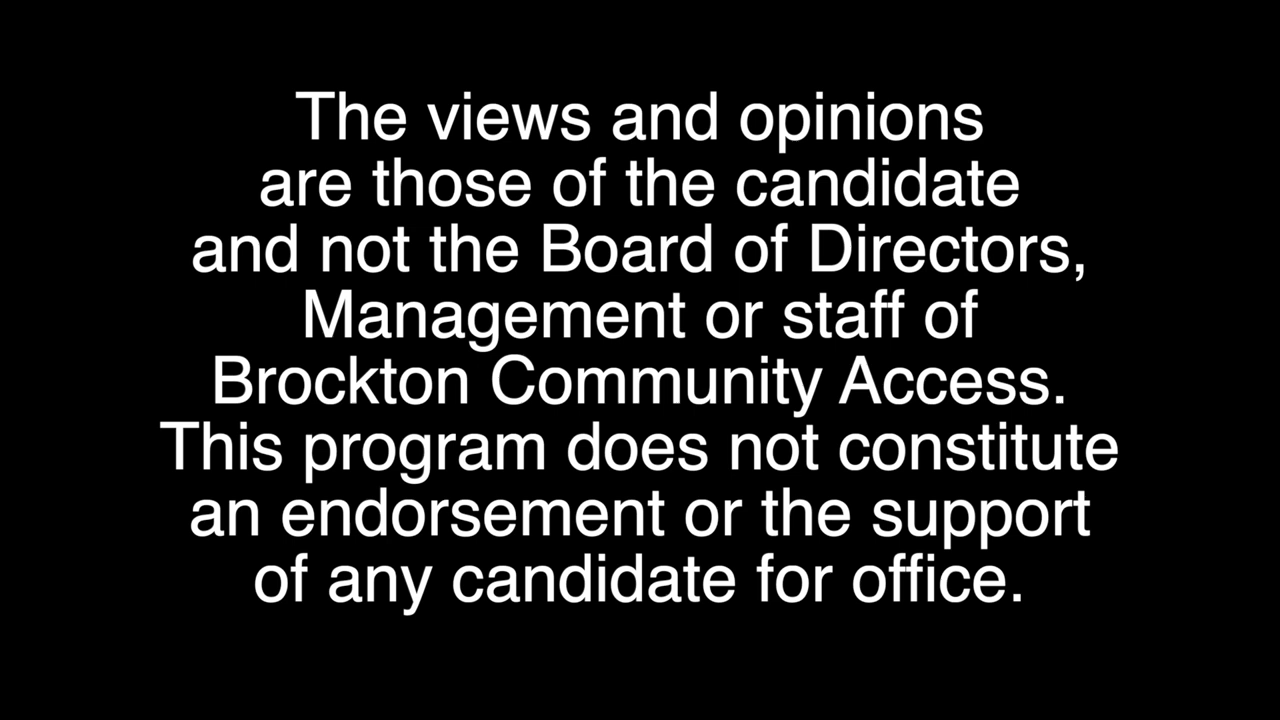 The views and opinions
are those of the candidate
and not the Board of Directors,
Management or staff of
Brockton Community Access.
This program does not constitute
an endorsement or the support
of any candidate for office.